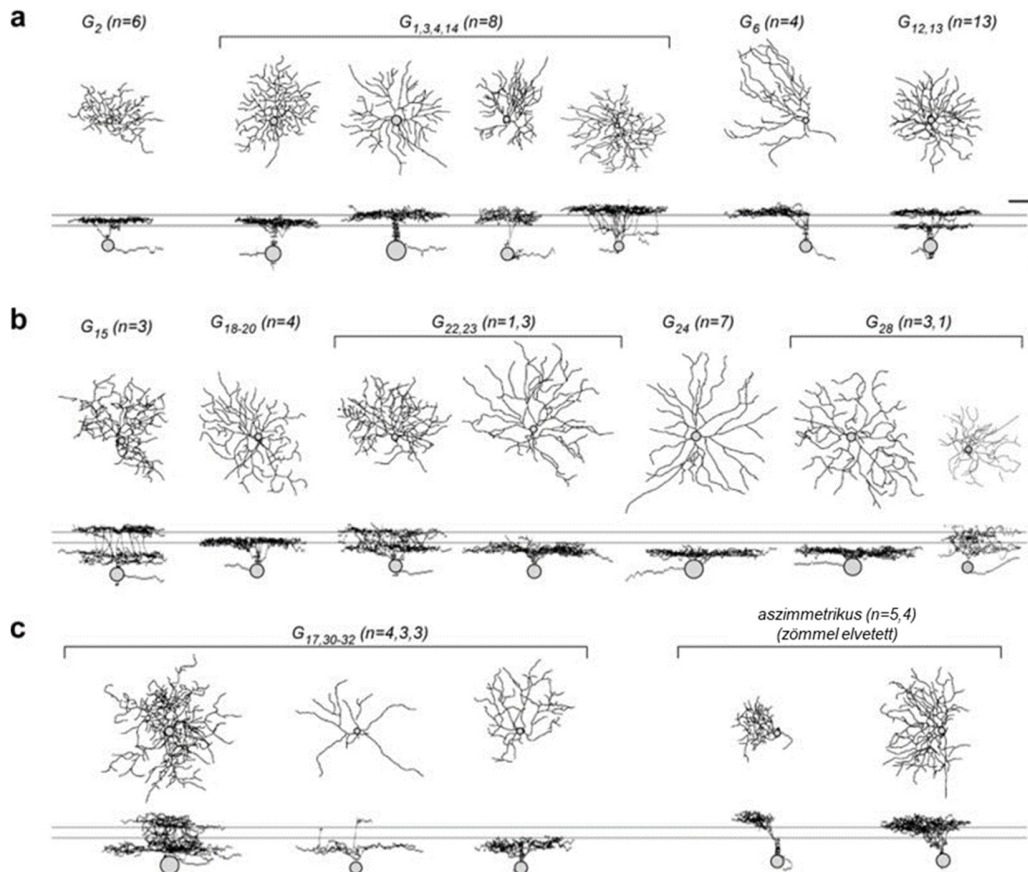 a
G2 (n=6) G1,3,4,14 (n=8) G6 (n=4) G12,13 (n=13)
b
G15 (n=3) G18-20 (n=4) G22,23 (n=1,3) G24 (n=7) G28 (n=3,1)
c
G17,30-32 (n=4,3,3) aszimmetrikus (n=5,4)
(zömmel elvetett)